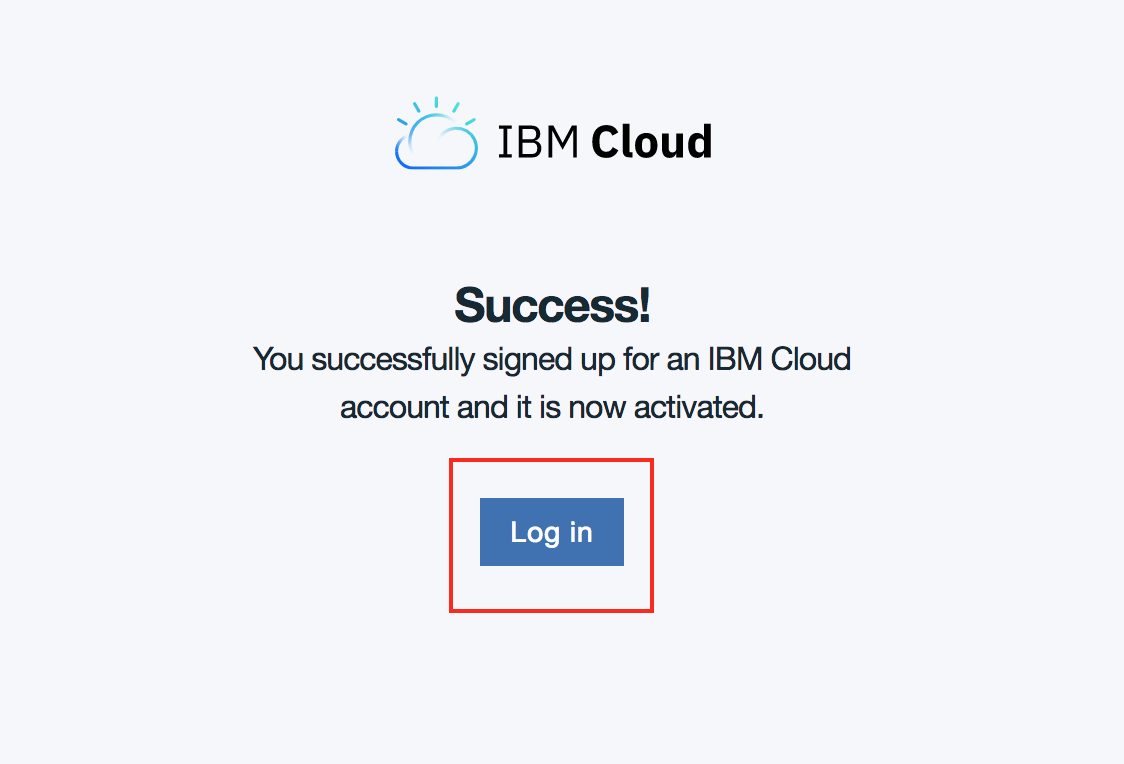 IBM Cloud
Success!
You successfully signed up for an IBM Cloud
account and it is now activated.
Log in